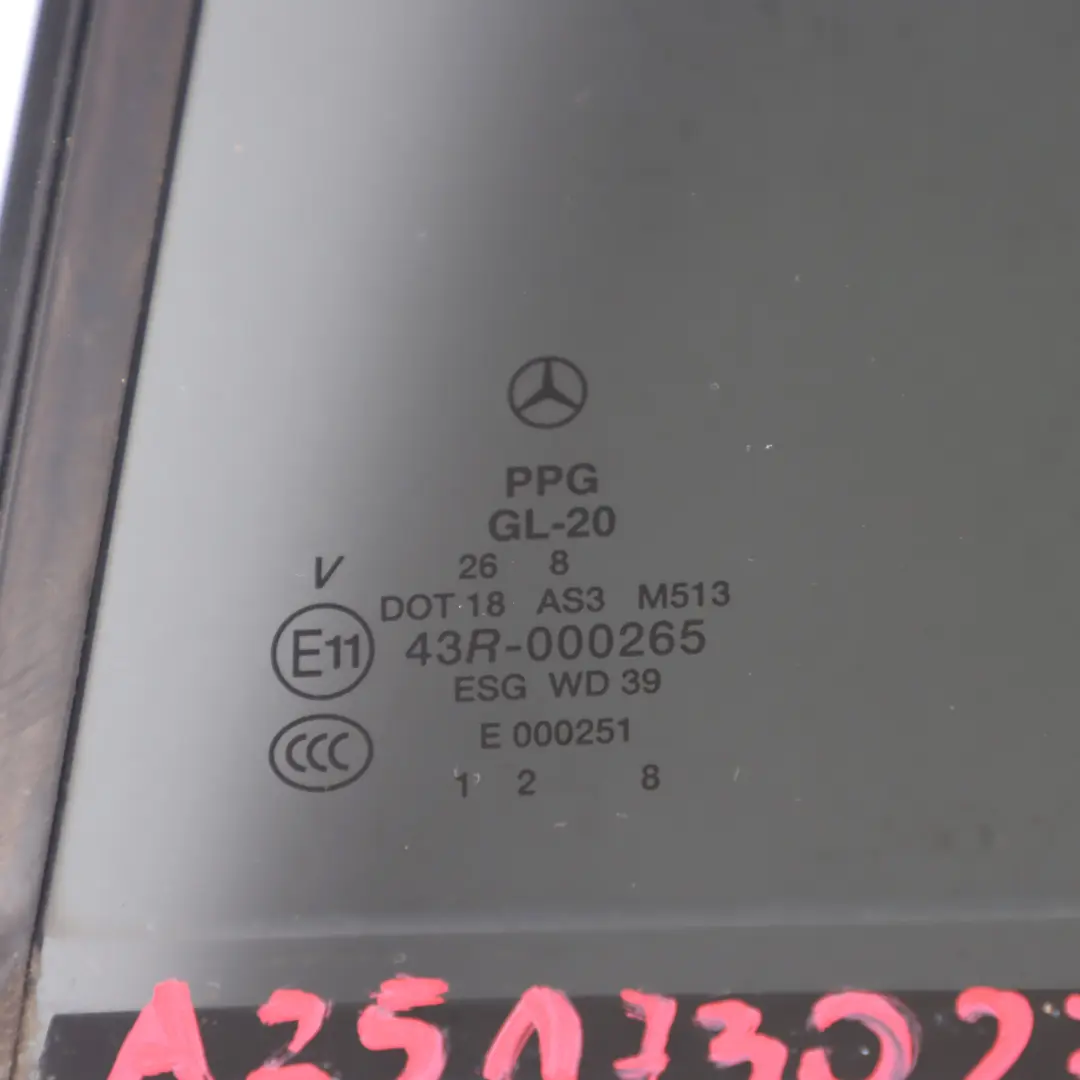 PPG
GL-20
V 26 8
DOT 18 AS3 M513
E11 43R-000265
ESG WD 39
E 000251
CCC
1 2 8